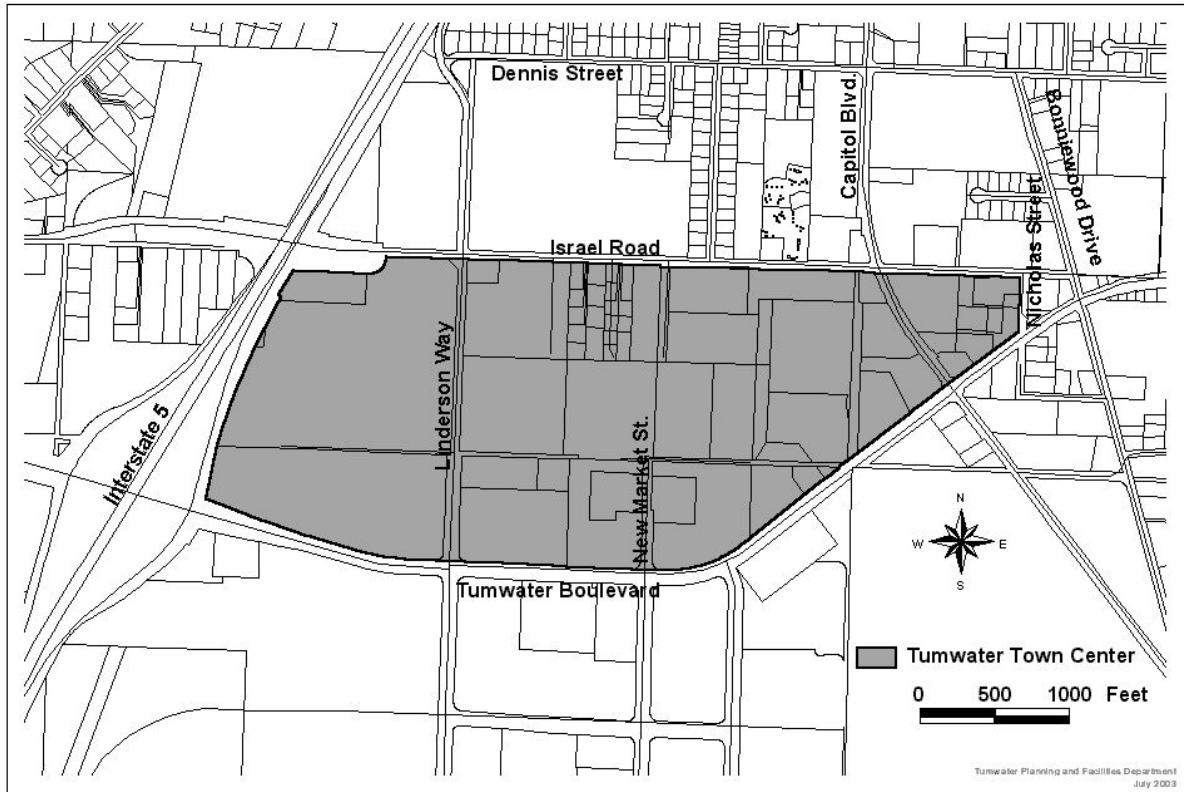 Dennis Street
Capitol Blvd.
Bonniewood Drive
Nicholas Street
Israel Road
Linderson Way
Interstate 5
New Market St.
Tumwater Boulevard
N
W E
S
Tumwater Town Center
0 500 1000 Feet
Tumwater Planning and Facilities Department
July 2003